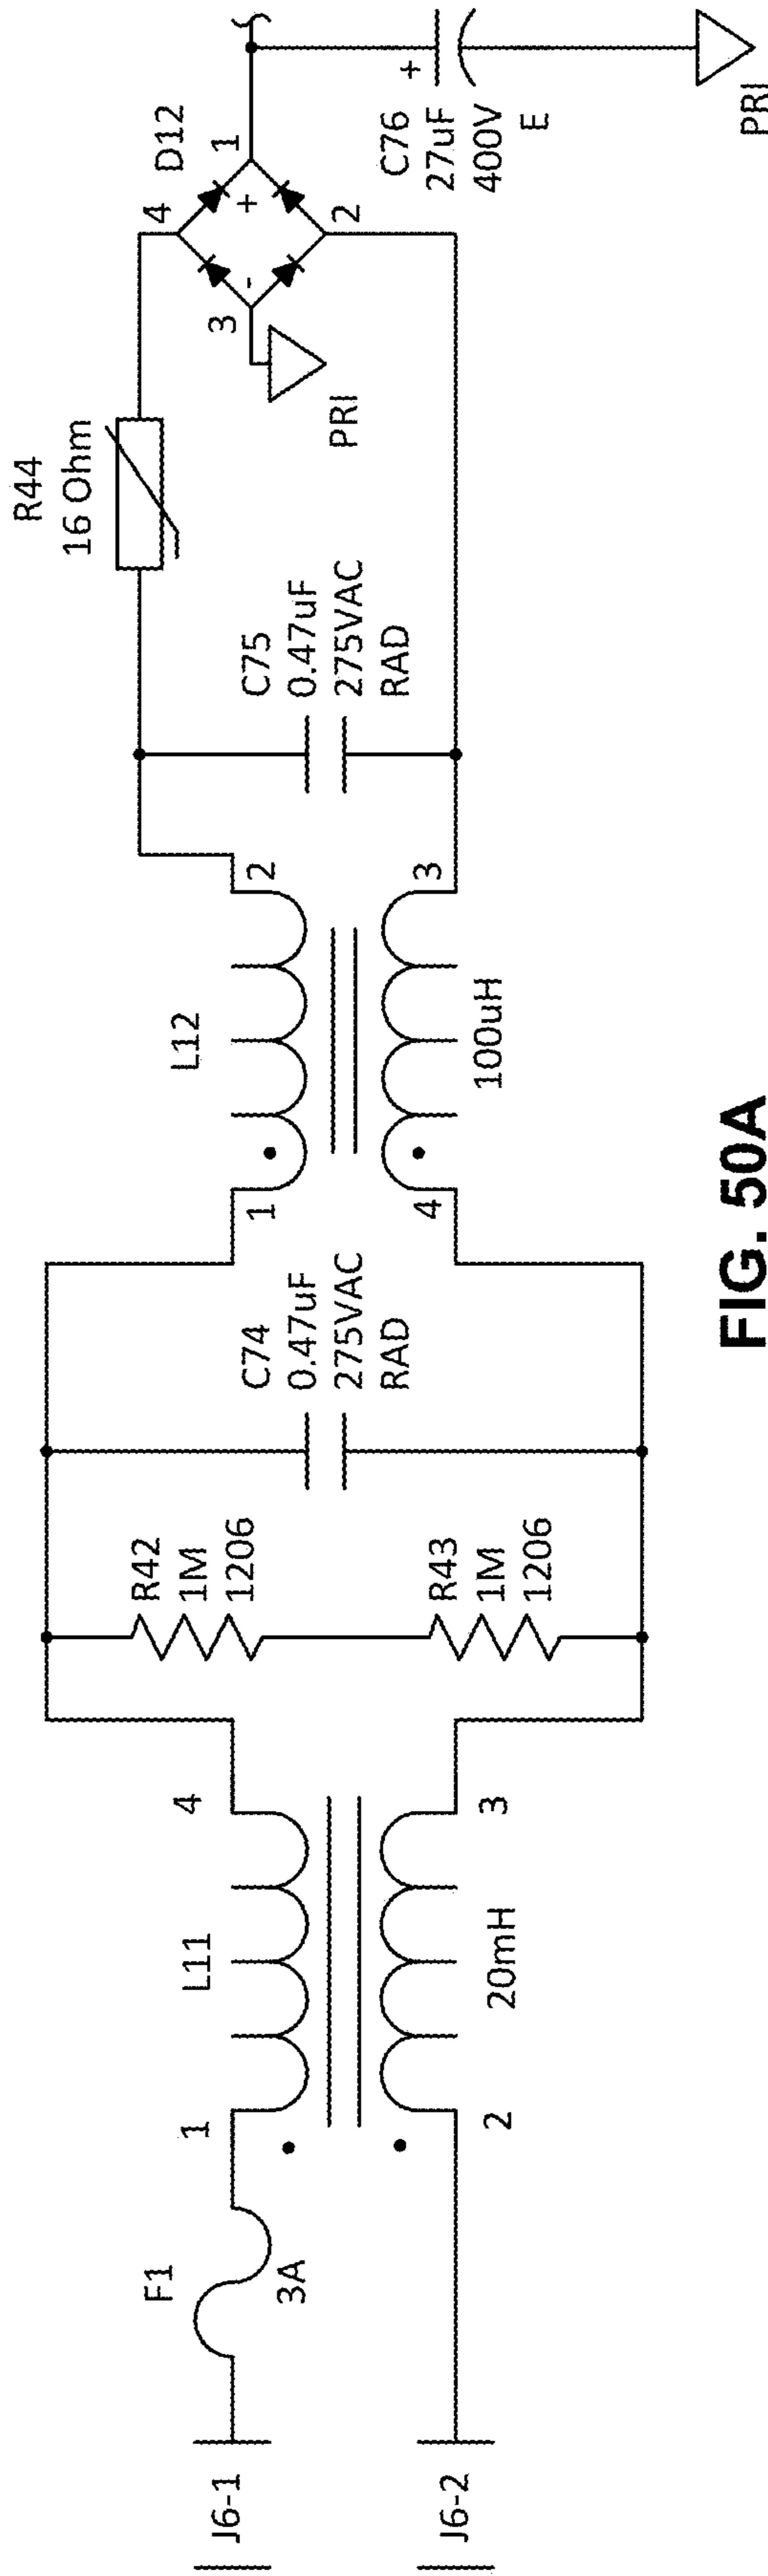 J6-1
J6-2
F1
3A
1
2
L11
4
3
20mH
R42
1M
1206
R43
1M
1206
C74
0.47uF
275VAC
RAD
1
4
L12
2
3
100uH
C75
0.47uF
275VAC
RAD
R44
16 Ohm
D12
4
1
3
2
-
+
PRI
+
C76
27uF
400V
E
PRI
FIG. 50A